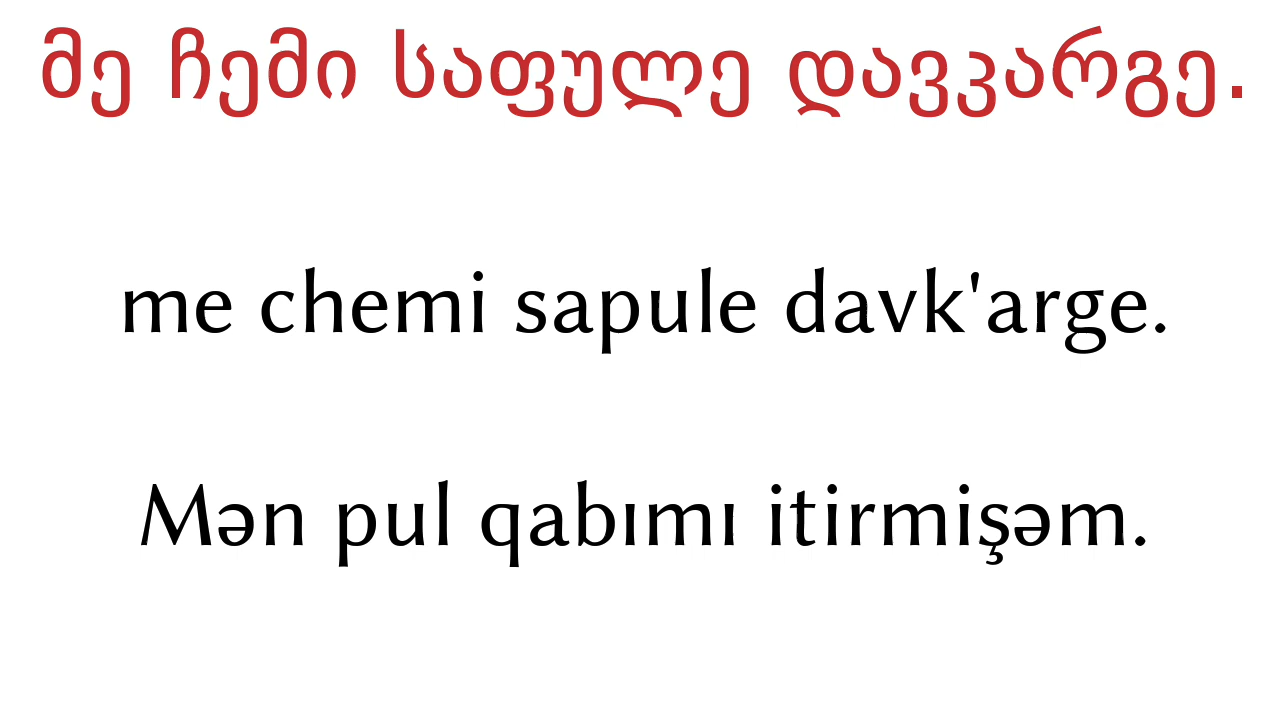 მე ჩემი საფულე დავკარგე.
me chemi sapule davk'arge.
Mən pul qabımı itirmişəm.